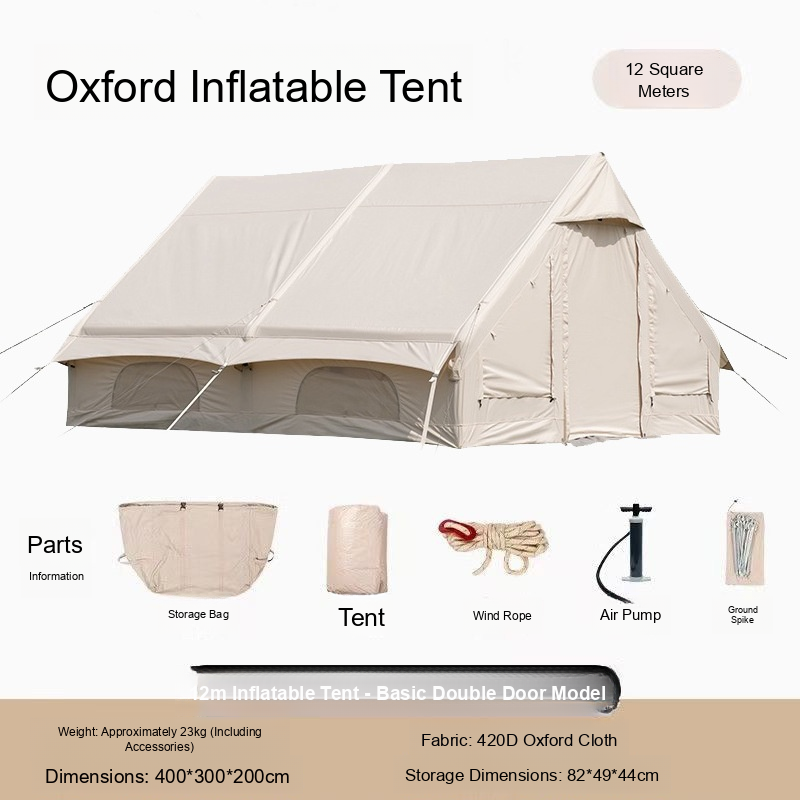 Oxford Inflatable Tent
12 Square
Meters
Parts
Information
Storage Bag
Tent
Wind Rope
Air Pump
Ground
Spike
2m Inflatable Tent - Basic Double Door Model
Weight: Approximately 23kg (Including
Accessories)
Fabric: 420D Oxford Cloth
Dimensions: 400*300*200cm
Storage Dimensions: 82*49*44cm